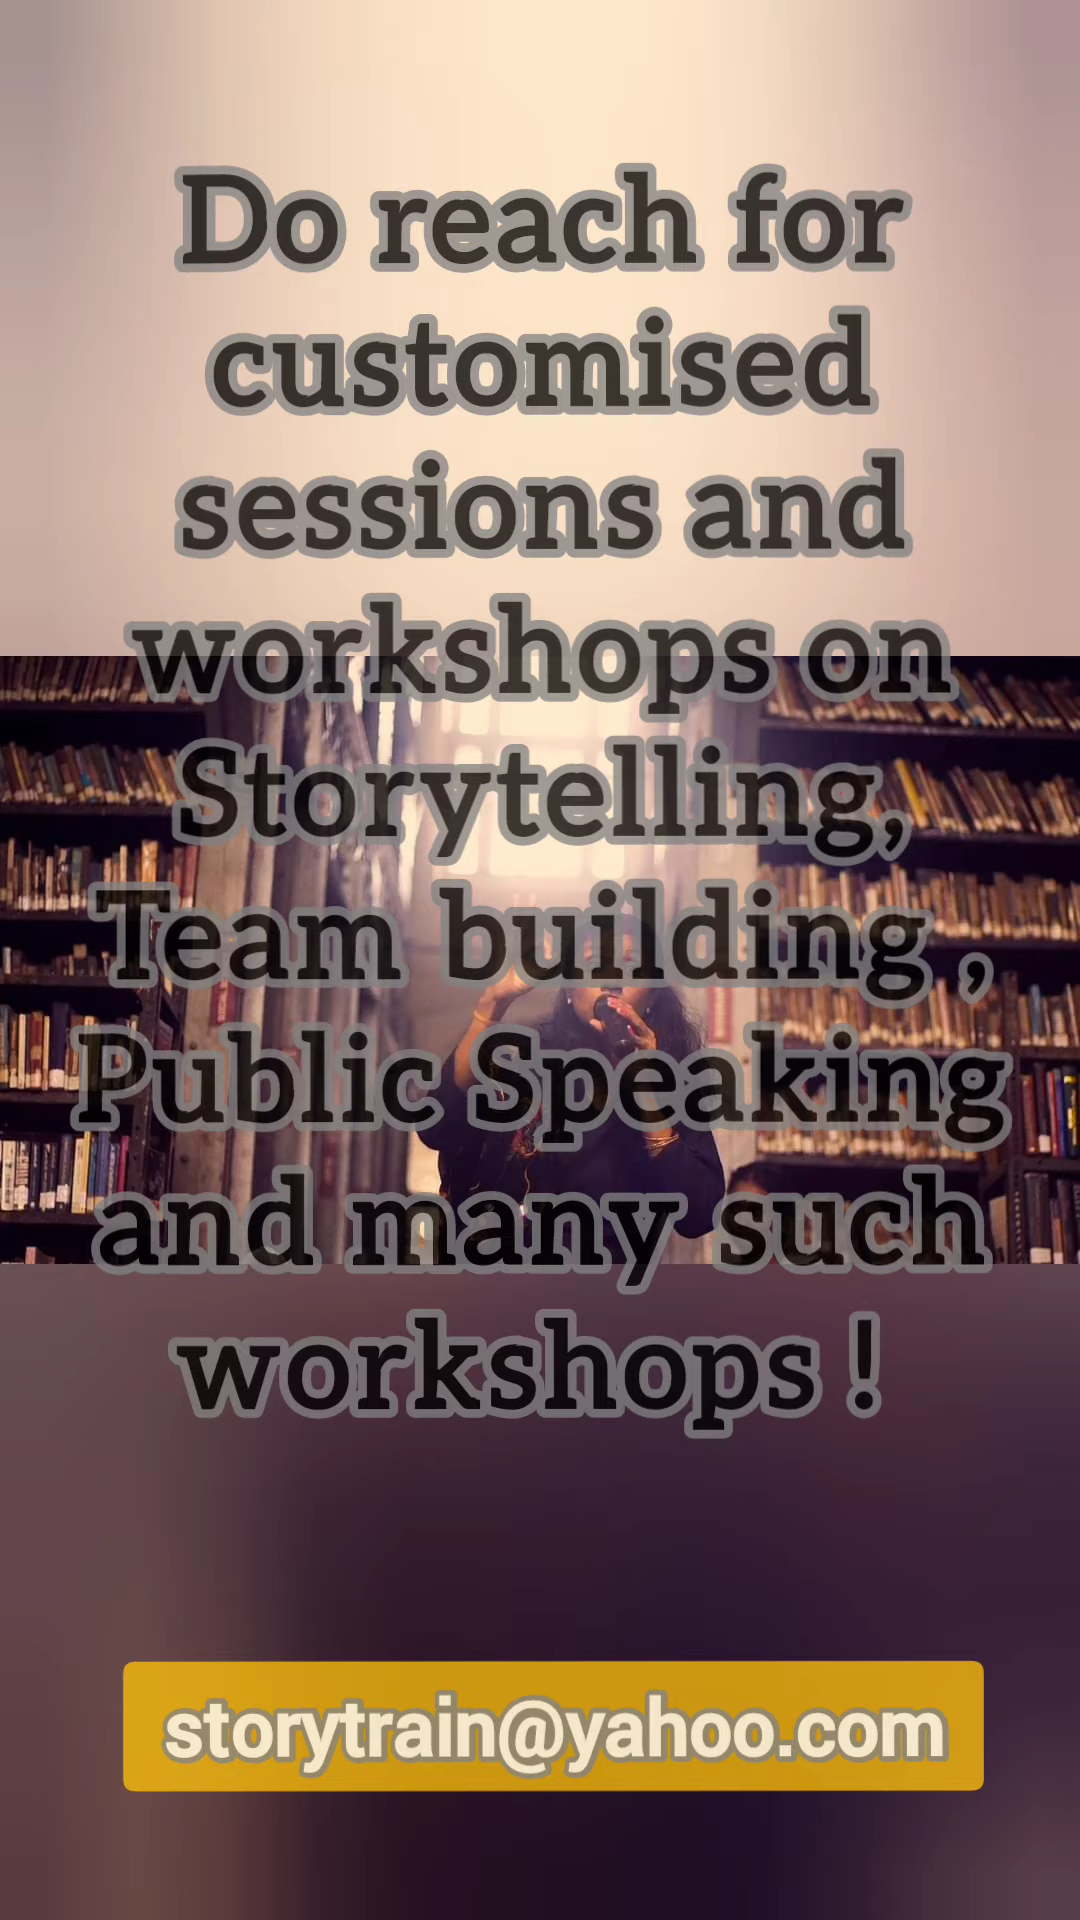 Do reach for
customised
sessions and
workshops on
Storytelling,
Team building ,
Public Speaking
and many such
workshops !
storytrain@yahoo.com